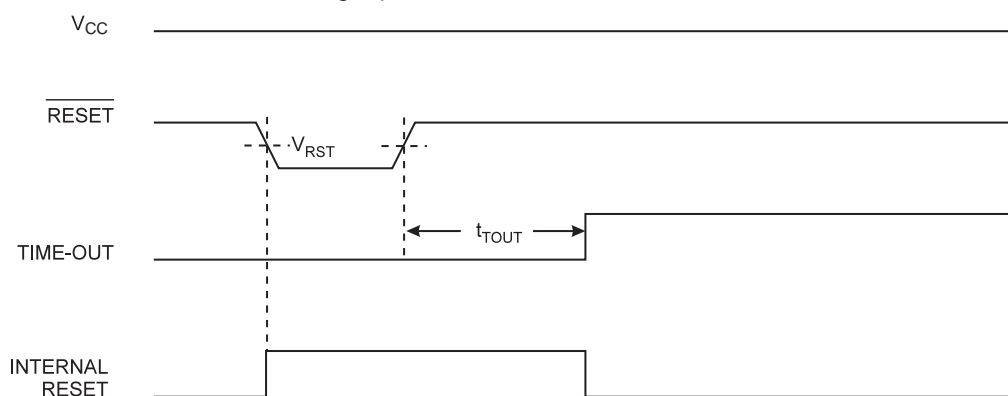 VCC
RESET
VRST
tTOUT
TIME-OUT
INTERNAL
RESET